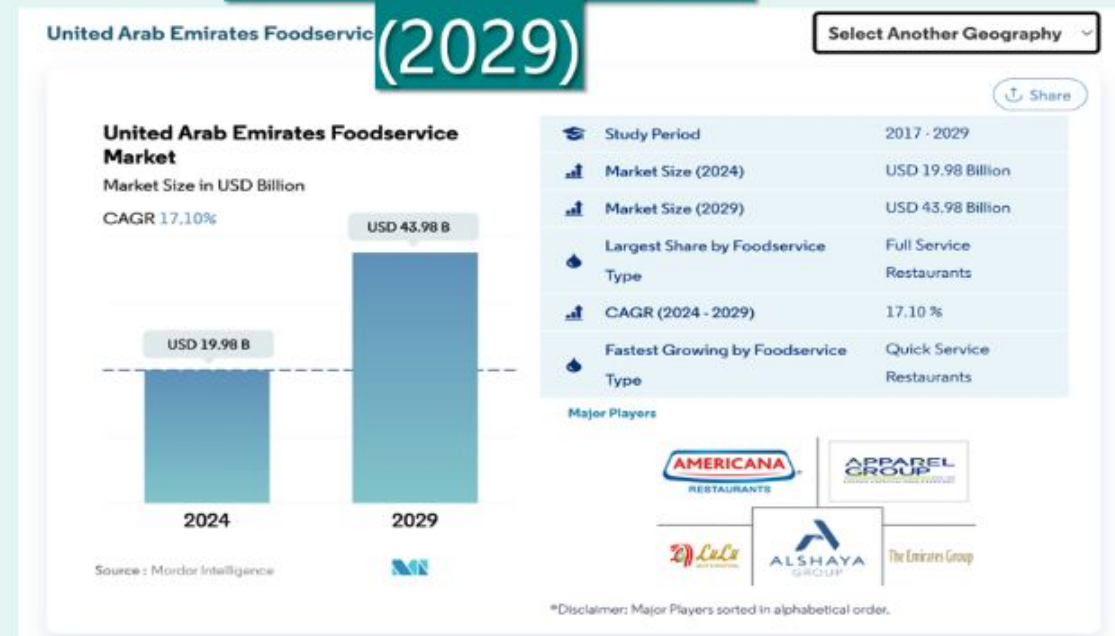 (2029)
United Arab Emirates Foodservic
Select Another Geography
Share
United Arab Emirates Foodservice
Market
Market Size in USD Billion
CAGR 17.10%
USD 19.98 B
USD 43.98 B
2024
2029
Source : Mordor Intelligence
Study Period
2017 - 2029
Market Size (2024)
USD 19.98 Billion
Market Size (2029)
USD 43.98 Billion
Largest Share by Foodservice
Type
Full Service
Restaurants
CAGR (2024 - 2029)
17.10 %
Fastest Growing by Foodservice
Type
Quick Service
Restaurants
Major Players
AMERICANA
RESTAURANTS
APPAREL
GROUP
LuLu
ALSHAYA
GROUP
The Emirates Group
*Disclaimer: Major Players sorted in alphabetical order.